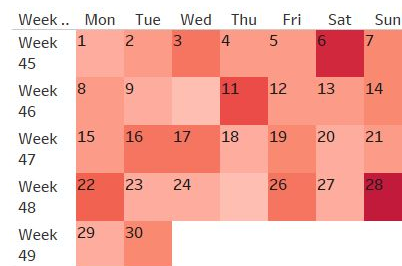 Week .. Mon Tue Wed Thu Fri Sat Sun
Week 1 2 3 4 5 6 7
45
Week 8 9 11 12 13 14
46
Week 15 16 17 18 19 20 21
47
Week 22 23 24 26 27 28
48
Week 29 30
49